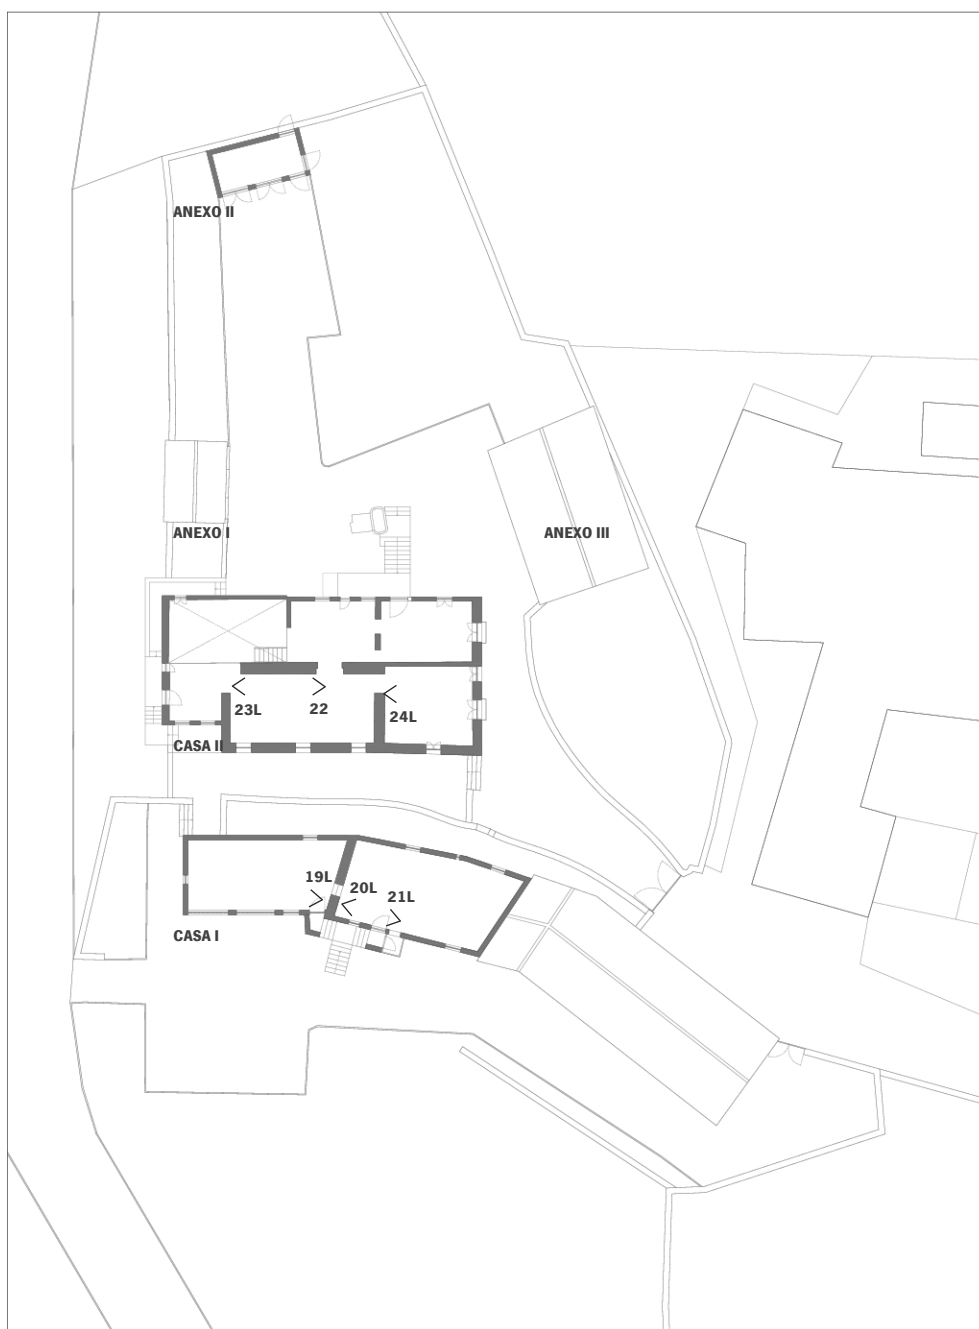 ANEXO II
ANEXO I
ANEXO III
23L
22
24L
CASA II
19L
20L
21L
CASA I